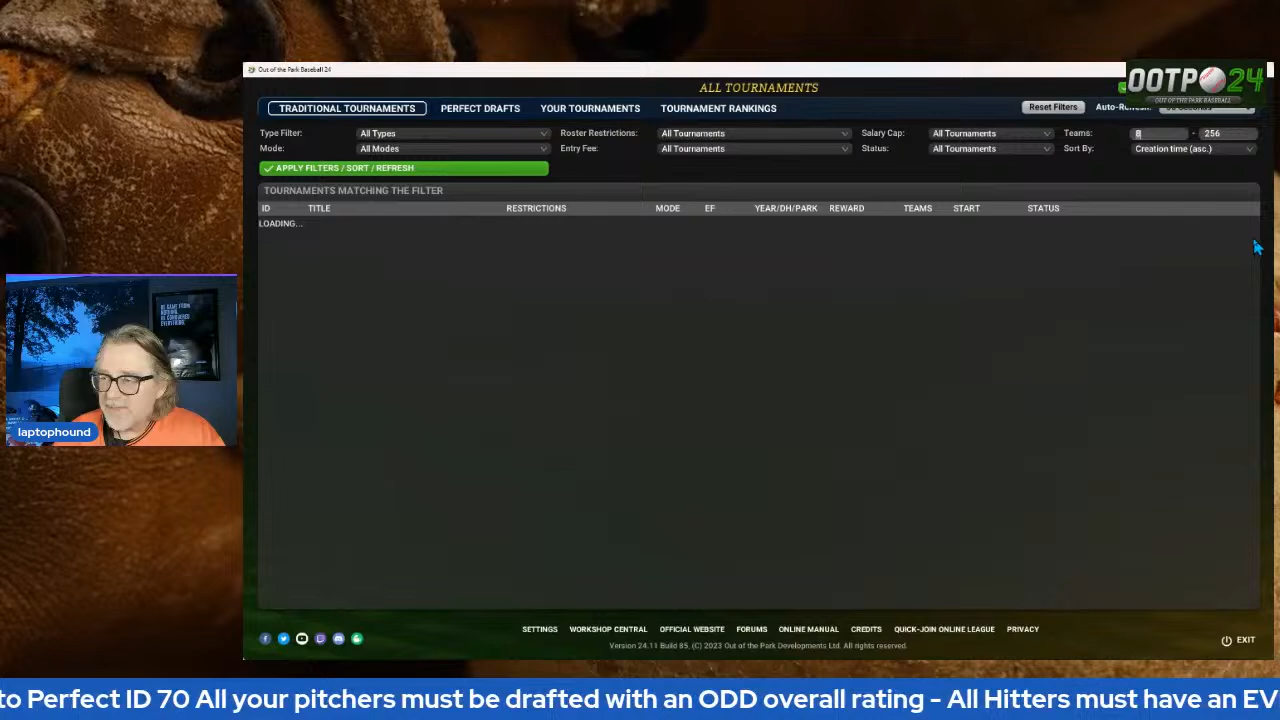 Out of the Park Baseball 24
ALL TOURNAMENTS
OOTP 24
OUT OF THE PARK BASEBALL
TRADITIONAL TOURNAMENTS PERFECT DRAFTS YOUR TOURNAMENTS TOURNAMENT RANKINGS Reset Filters Auto-Refresh:
Type Filter: All Types Roster Restrictions: All Tournaments Salary Cap: All Tournaments Teams: 8 - 256
Mode: All Modes Entry Fee: All Tournaments Status: All Tournaments Sort By: Creation time (asc.)
APPLY FILTERS / SORT / REFRESH
TOURNAMENTS MATCHING THE FILTER
ID TITLE RESTRICTIONS MODE EF YEAR/DH/PARK REWARD TEAMS START STATUS
LOADING...
laptophound
SETTINGS WORKSHOP CENTRAL OFFICIAL WEBSITE FORUMS ONLINE MANUAL CREDITS QUICK-JOIN ONLINE LEAGUE PRIVACY
Version 24.11 Build 85, (C) 2023 Out of the Park Developments Ltd. All rights reserved.
EXIT
to Perfect ID 70 All your pitchers must be drafted with an ODD overall rating - All Hitters must have an EV